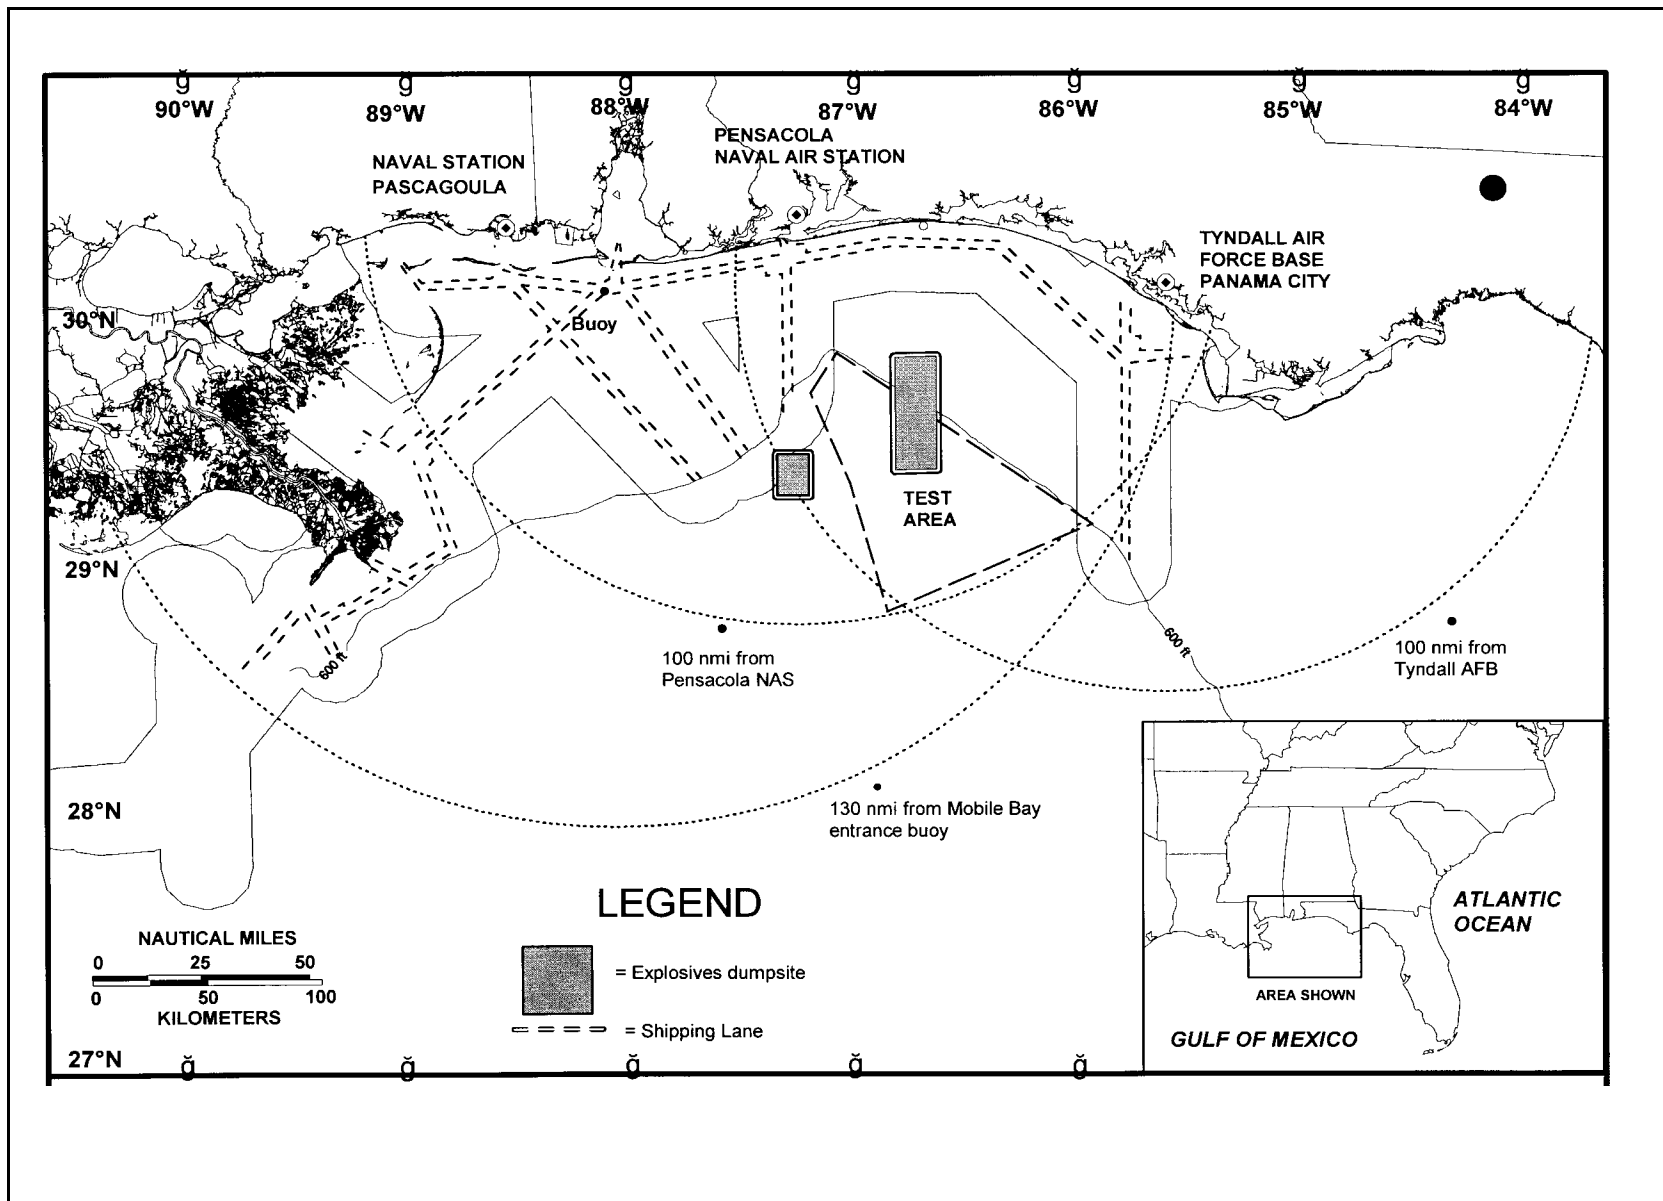 90°W
89°W
88°W
87°W
86°W
85°W
84°W
PENSACOLA
NAVAL AIR STATION
NAVAL STATION
PASCAGOULA
TYNDALL AIR
FORCE BASE
PANAMA CITY
30°N
Buoy
TEST
AREA
29°N
600 ft
600 ft
100 nmi from
Pensacola NAS
100 nmi from
Tyndall AFB
28°N
130 nmi from Mobile Bay
entrance buoy
LEGEND
= Explosives dumpsite
= Shipping Lane
NAUTICAL MILES
0 25 50
0 50 100
KILOMETERS
27°N
ATLANTIC
OCEAN
AREA SHOWN
GULF OF MEXICO